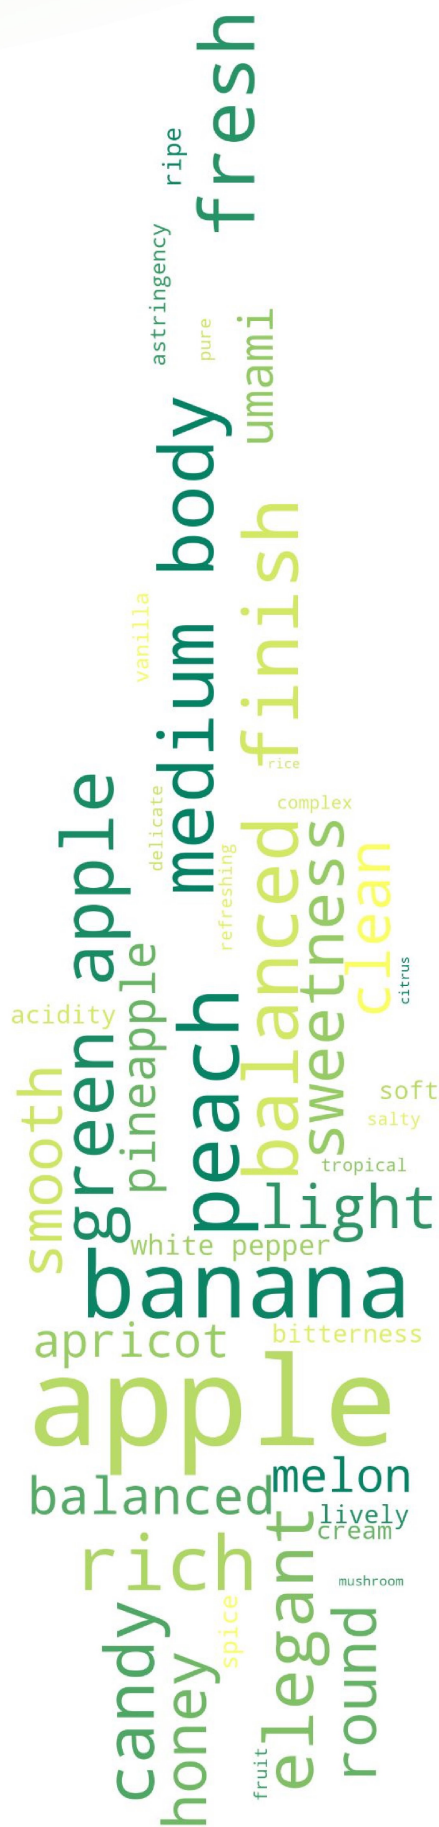 fresh
ripe
astringency
pure
umami
medium body
finish
vanilla
rice
green apple
delicate
complex
refreshing
balanced
sweetness
clean
citrus
pineapple
peach
acidity
smooth
soft
salty
tropical
light
white pepper
banana
apricot
bitterness
apple
melon
balanced
lively
cream
elegant
rich
mushroom
spice
candy
round
honey
fruit